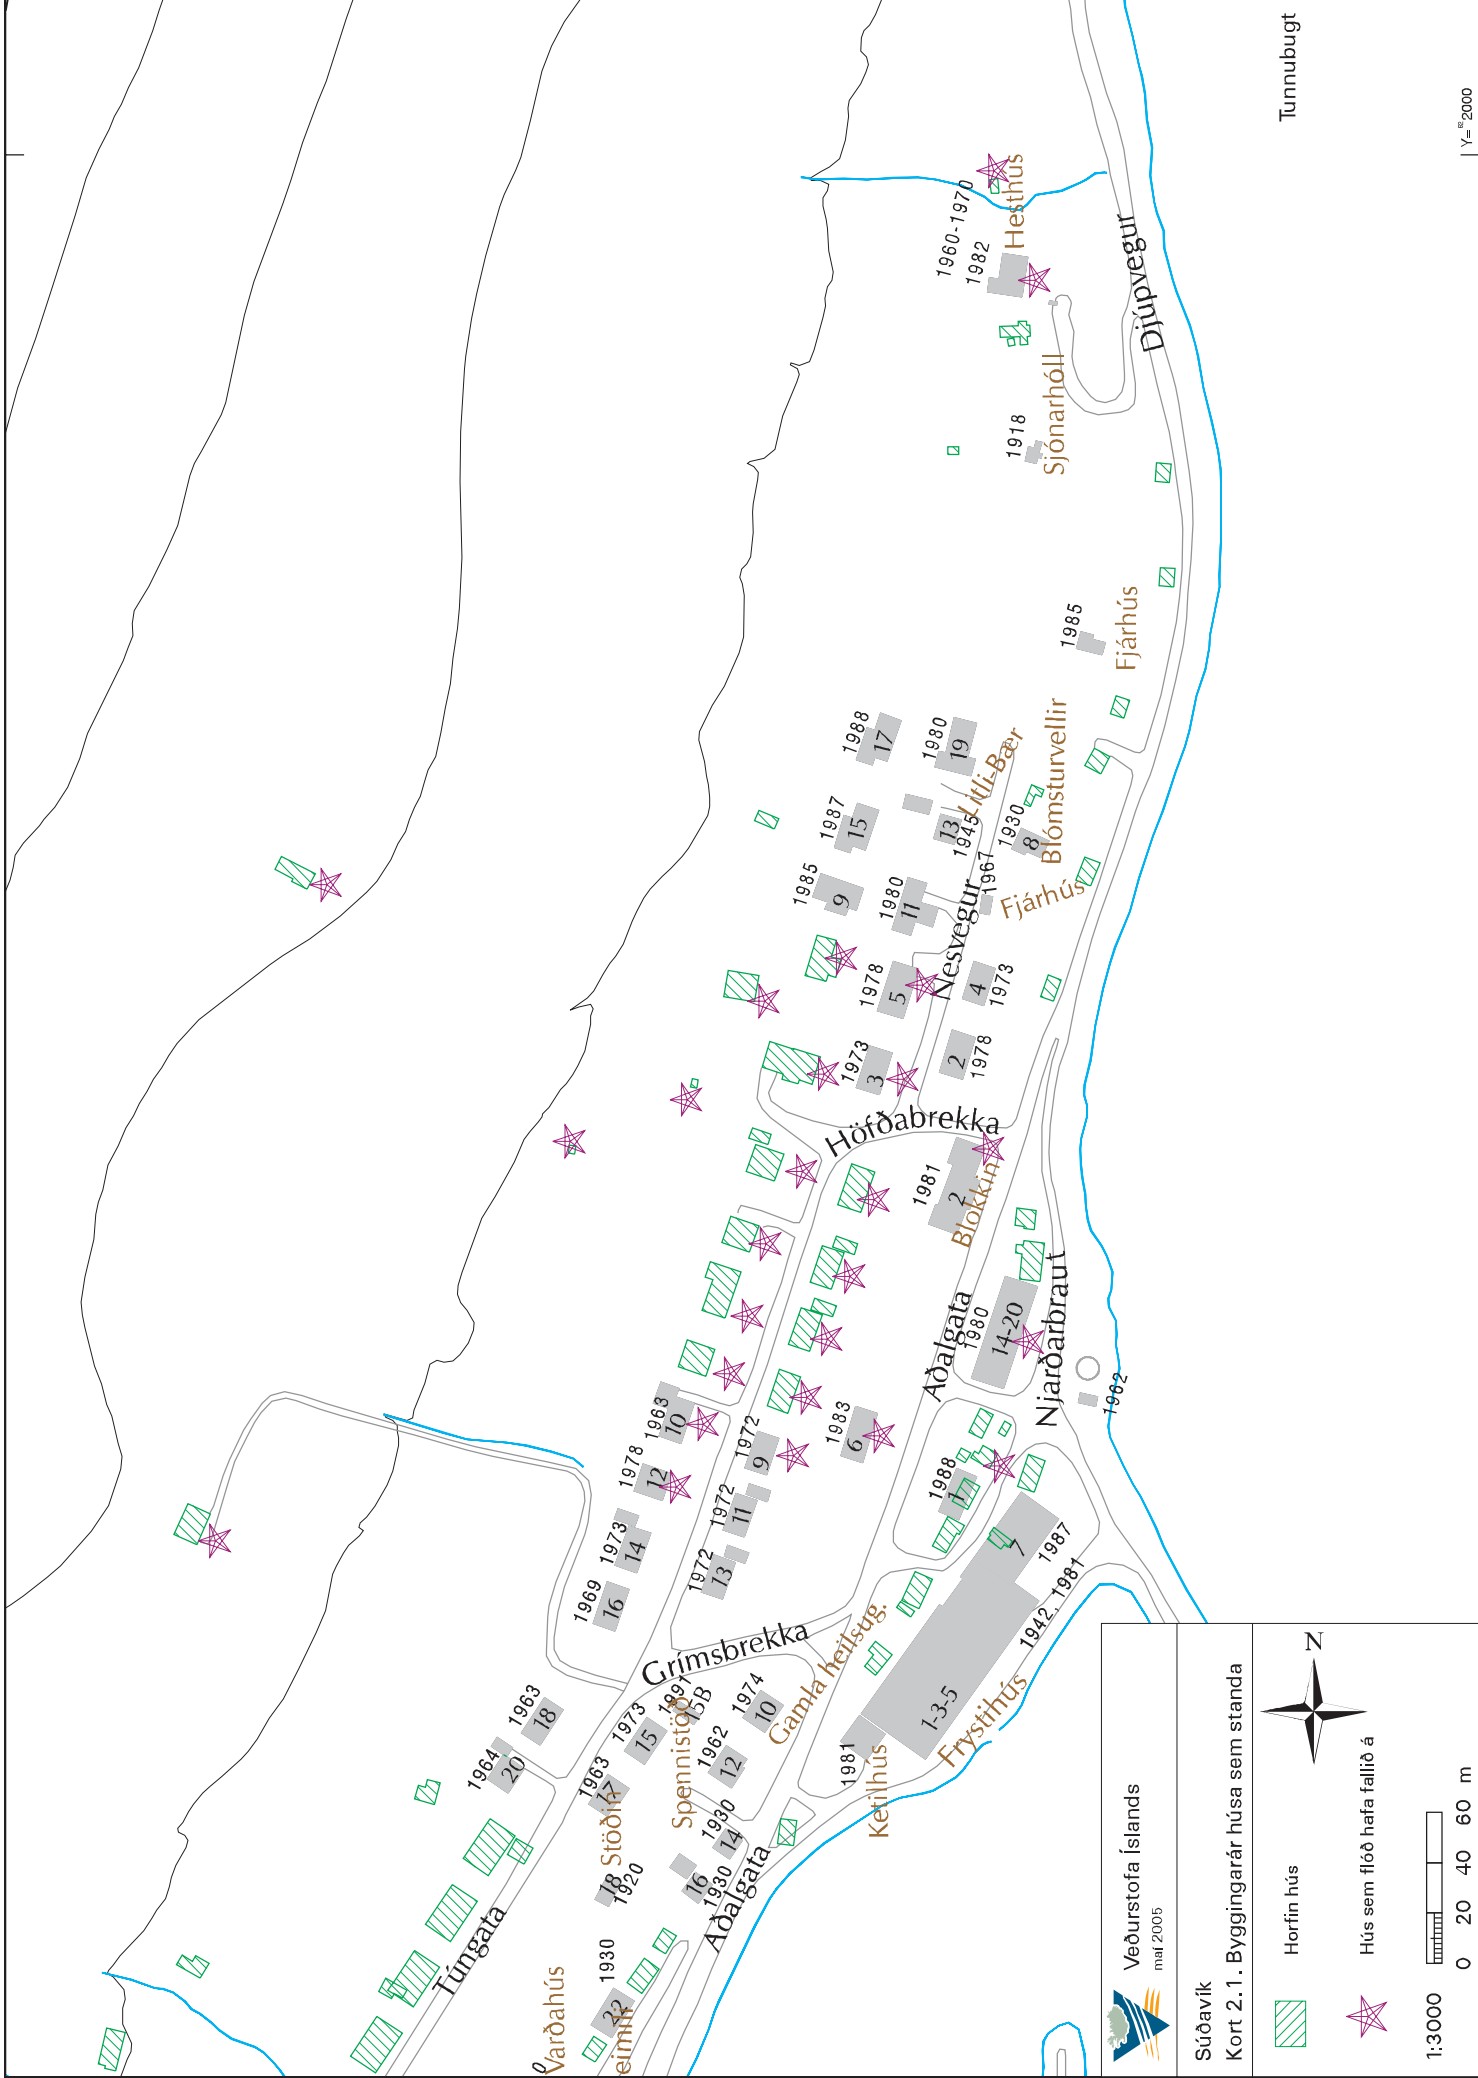 Tunnubugt
Y=⁶²2000
1960-1970
1982
Hesthús
Djúpvegur
1918
Sjónarhóll
1985
Fjárhús
1988
17
1980
19
Litli-Bær
1987
15
13
1945
1930
8
Blómsturvellir
1985
9
1980
11
1967
Fjárhús
Nesvegur
1978
5
4
1973
1973
3
2
1978
Höfðabrekka
1981
2
Blokkin
Aðalgata
1980
14-20
Njarðarbraut
1962
1963
10
1978
12
1973
14
1969
16
1972
9
1972
11
1972
13
1983
6
1988
1
7
1987
1942, 1981
1-3-5
Frystihús
1981
Ketilhús
Gamla heilsug.
Grímsbrekka
1963
18
1964
20
1973
15
1991
15B
Spennistöð
1974
10
1962
12
1963
17
Stöðin
18
1920
1930
14
16
1930
Aðalgata
Túngata
1930
22
Varðahús
eimili
0
Veðurstofa Íslands
maí 2005
Súðavík
Kort 2.1. Byggingarár húsa sem standa
N
Horfin hús
Hús sem flóð hafa fallið á
1:3000
0 20 40 60 m